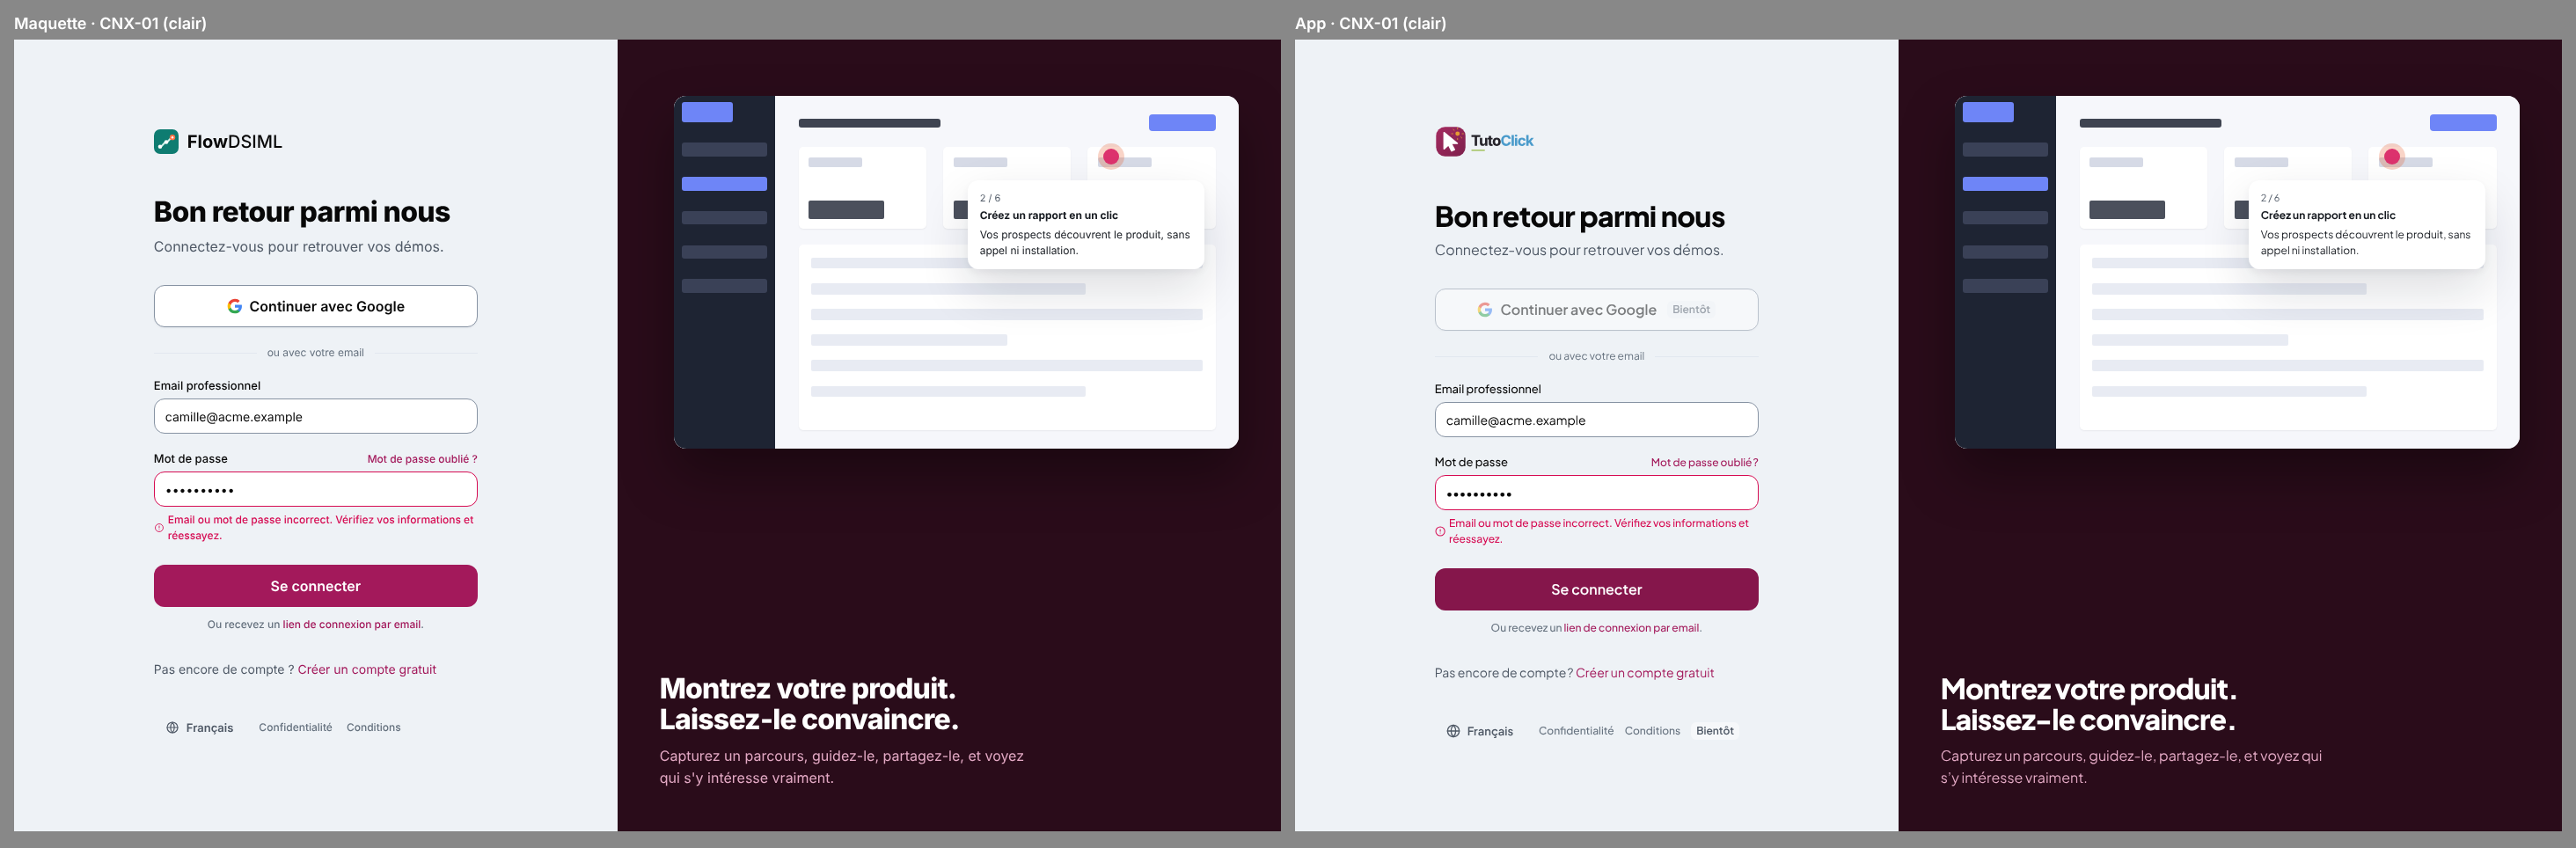 Maquette · CNX-01 (clair)
FlowDSIML
Bon retour parmi nous
Connectez-vous pour retrouver vos démos.
Continuer avec Google
ou avec votre email
Email professionnel
camille@acme.example
Mot de passe
Mot de passe oublié ?
••••••••••
Email ou mot de passe incorrect. Vérifiez vos informations et
réessayez.
Se connecter
Ou recevez un lien de connexion par email.
Pas encore de compte ? Créer un compte gratuit
Français
Confidentialité
Conditions
2 / 6
Créez un rapport en un clic
Vos prospects découvrent le produit, sans
appel ni installation.
Montrez votre produit.
Laissez-le convaincre.
Capturez un parcours, guidez-le, partagez-le, et voyez
qui s'y intéresse vraiment.
App · CNX-01 (clair)
TutoClick
Bon retour parmi nous
Connectez-vous pour retrouver vos démos.
Continuer avec Google
Bientôt
ou avec votre email
Email professionnel
camille@acme.example
Mot de passe
Mot de passe oublié ?
••••••••••
Email ou mot de passe incorrect. Vérifiez vos informations et
réessayez.
Se connecter
Ou recevez un lien de connexion par email.
Pas encore de compte ? Créer un compte gratuit
Français
Confidentialité
Conditions
Bientôt
2 / 6
Créez un rapport en un clic
Vos prospects découvrent le produit, sans
appel ni installation.
Montrez votre produit.
Laissez-le convaincre.
Capturez un parcours, guidez-le, partagez-le, et voyez qui
s'y intéresse vraiment.